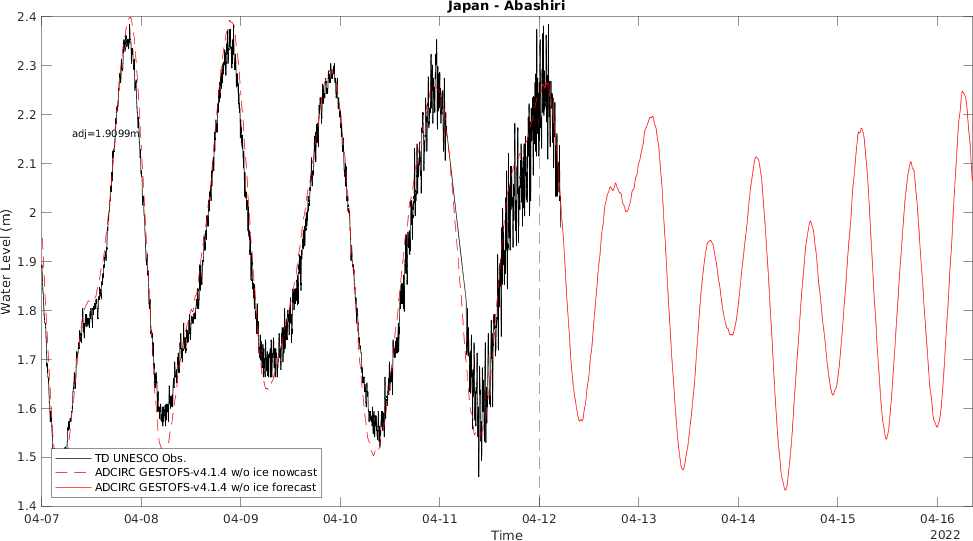 Japan - Abashiri
2.4
2.3
2.2
adj=1.9099m
2.1
2
1.9
1.8
1.7
1.6
1.5
1.4
Water Level (m)
TD UNESCO Obs.
ADCIRC GESTOFS-v4.1.4 w/o ice nowcast
ADCIRC GESTOFS-v4.1.4 w/o ice forecast
04-07 04-08 04-09 04-10 04-11 04-12 04-13 04-14 04-15 04-16
Time
2022